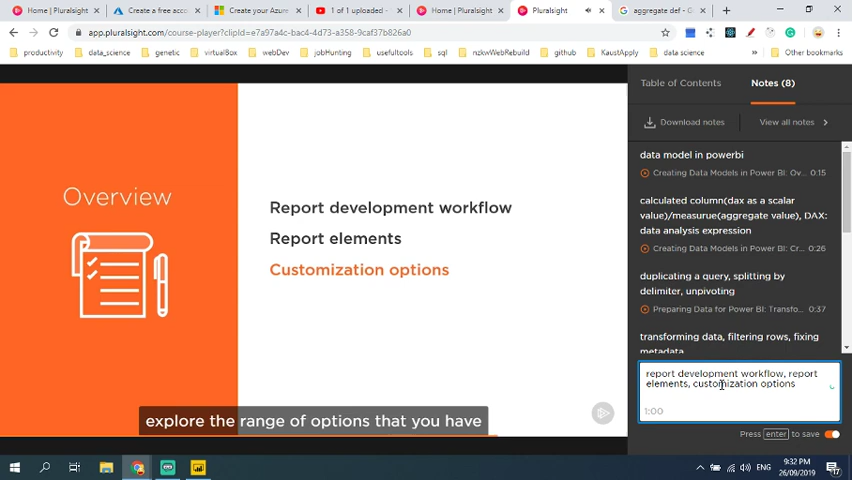 Home | Pluralsight
Create a free acco
Create your Azure
1 of 1 uploaded -
Home | Pluralsight
Pluralsight
aggregate def - G
app.pluralsight.com/course-player?clipId=e7a97a4c-bac4-4d73-a358-9caf37b826a0
productivity
data_science
genetic
virtualBox
webDev
jobHunting
usefultools
sql
nzkwWebRebuild
github
KaustApply
data science
Other bookmarks
Overview
Report development workflow
Report elements
Customization options
explore the range of options that you have
Table of Contents
Notes (8)
Download notes
View all notes
data model in powerbi
Creating Data Models in Power BI: Ov... 0:15
calculated column(dax as a scalar
value)/measurue(aggregate value), DAX:
data analysis expression
Creating Data Models in Power BI: Cr... 0:26
duplicating a query, splitting by
delimiter, unpivoting
Preparing Data for Power BI: Transfo... 0:37
transforming data, filtering rows, fixing
metadata
report development workflow, report
elements, customization options
1:00
Press enter to save
ENG
9:32 PM
26/09/2019
17